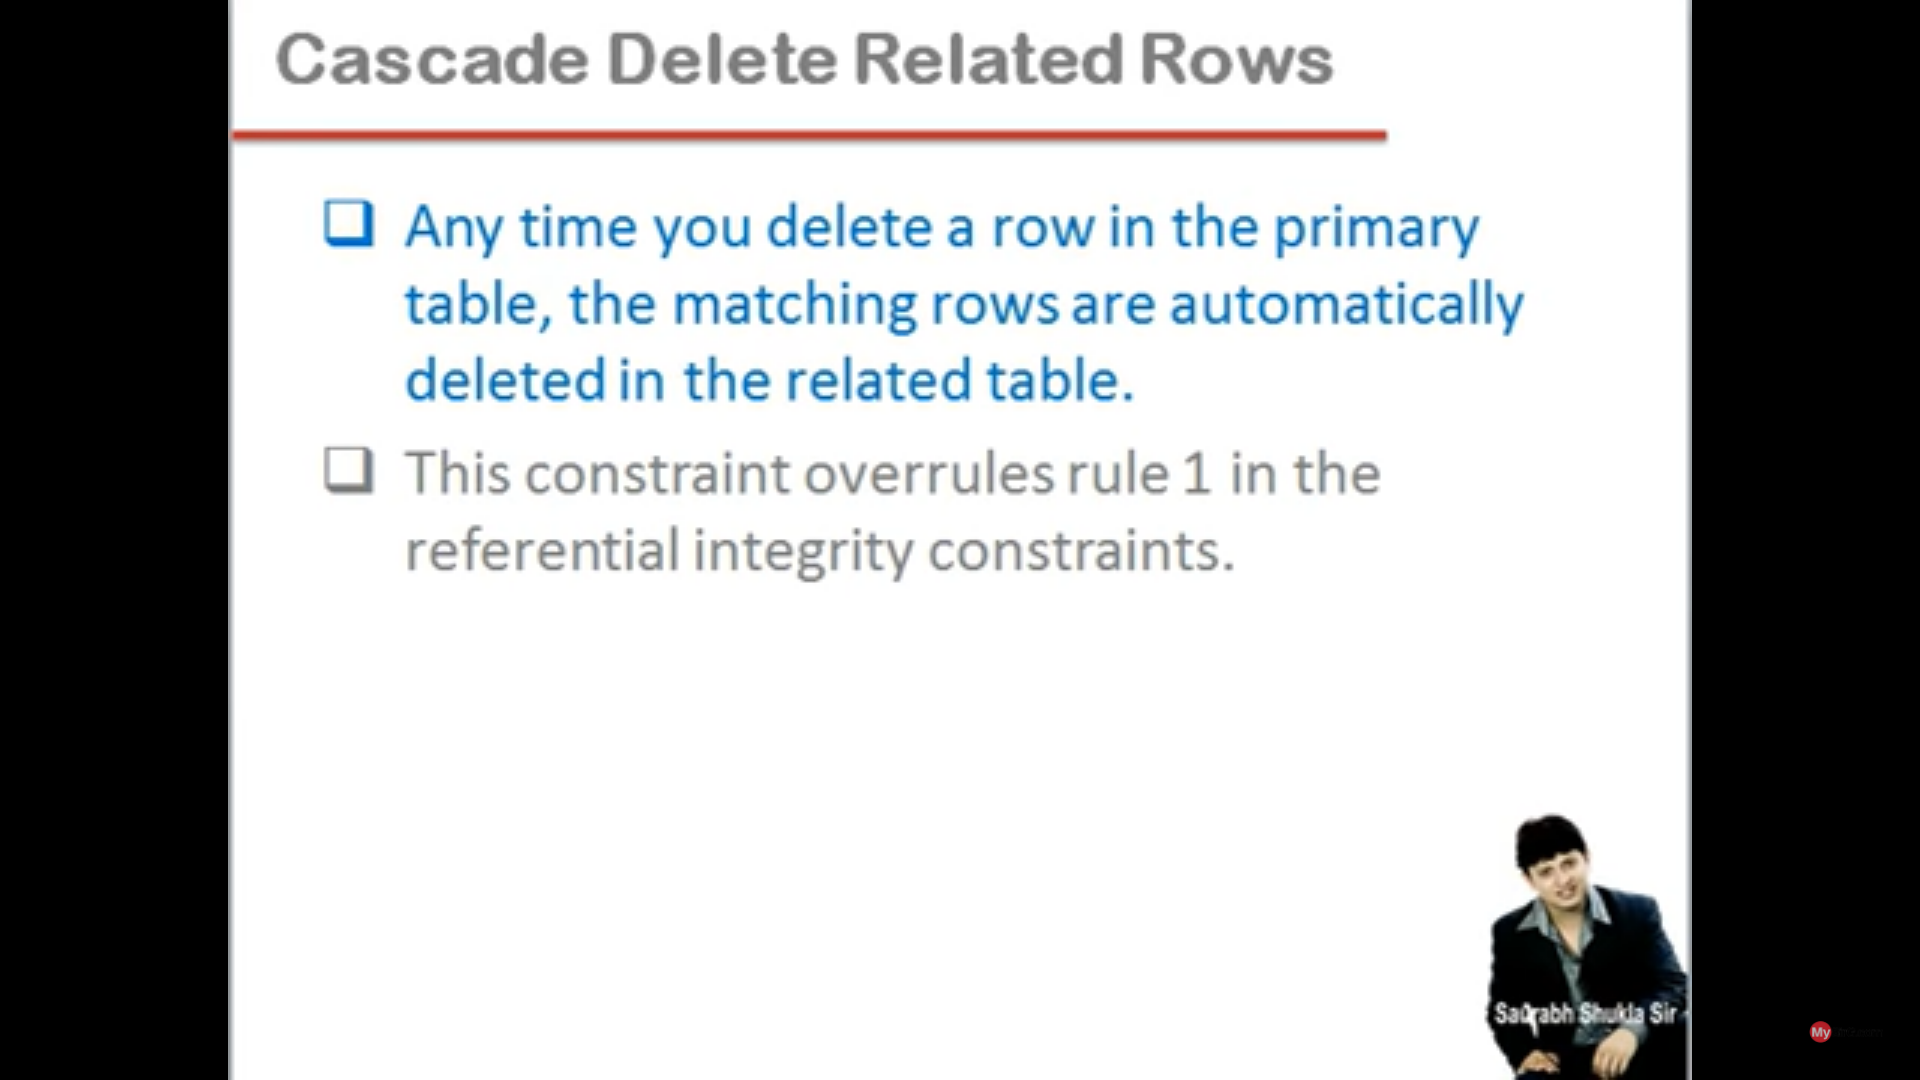 Cascade Delete Related Rows
Any time you delete a row in the primary
table, the matching rows are automatically
deleted in the related table.
This constraint overrules rule 1 in the
referential integrity constraints.
Saurabh Shukla Sir
My